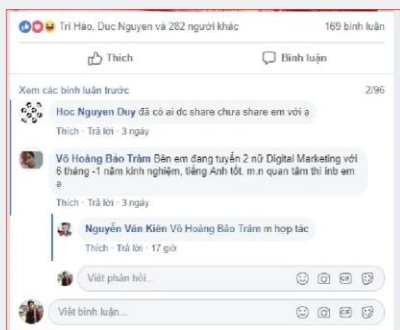 Trí Hào, Duc Nguyen và 282 người khác 169 bình luận
Thích Bình luận
Xem các bình luận trước 2/96
Hoc Nguyen Duy đã có ai dc share chưa share em với ạ
Thích · Trả lời · 3 ngày
Võ Hoàng Bảo Trâm Bên em đang tuyển 2 nữ Digital Marketing với
6 tháng -1 năm kinh nghiệm, tiếng Anh tốt. m.n quan tâm thì inb em
ạ
Thích · Trả lời · 3 ngày
Nguyễn Văn Kiên Võ Hoàng Bảo Trâm m hợp tác
Thích · Trả lời · 17 giờ
Viết phản hồi...
GIF
Viết bình luận...
GIF